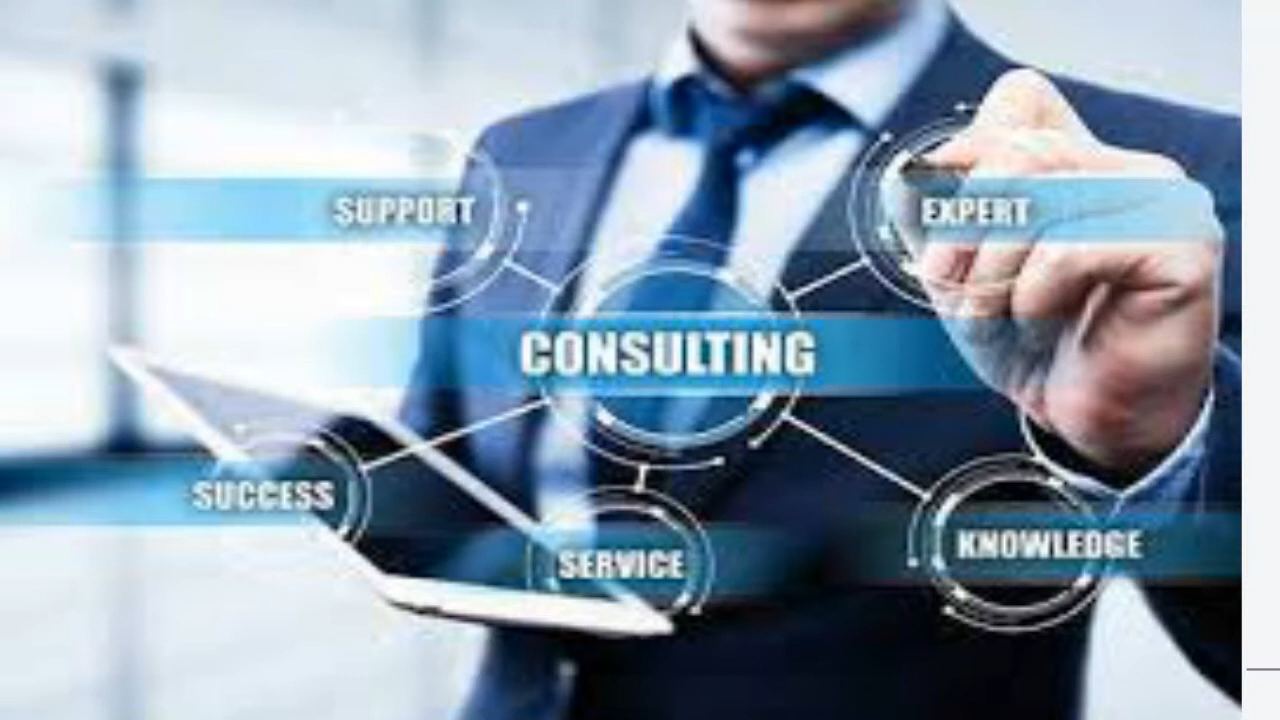 SUPPORT
EXPERT
CONSULTING
SUCCESS
SERVICE
KNOWLEDGE